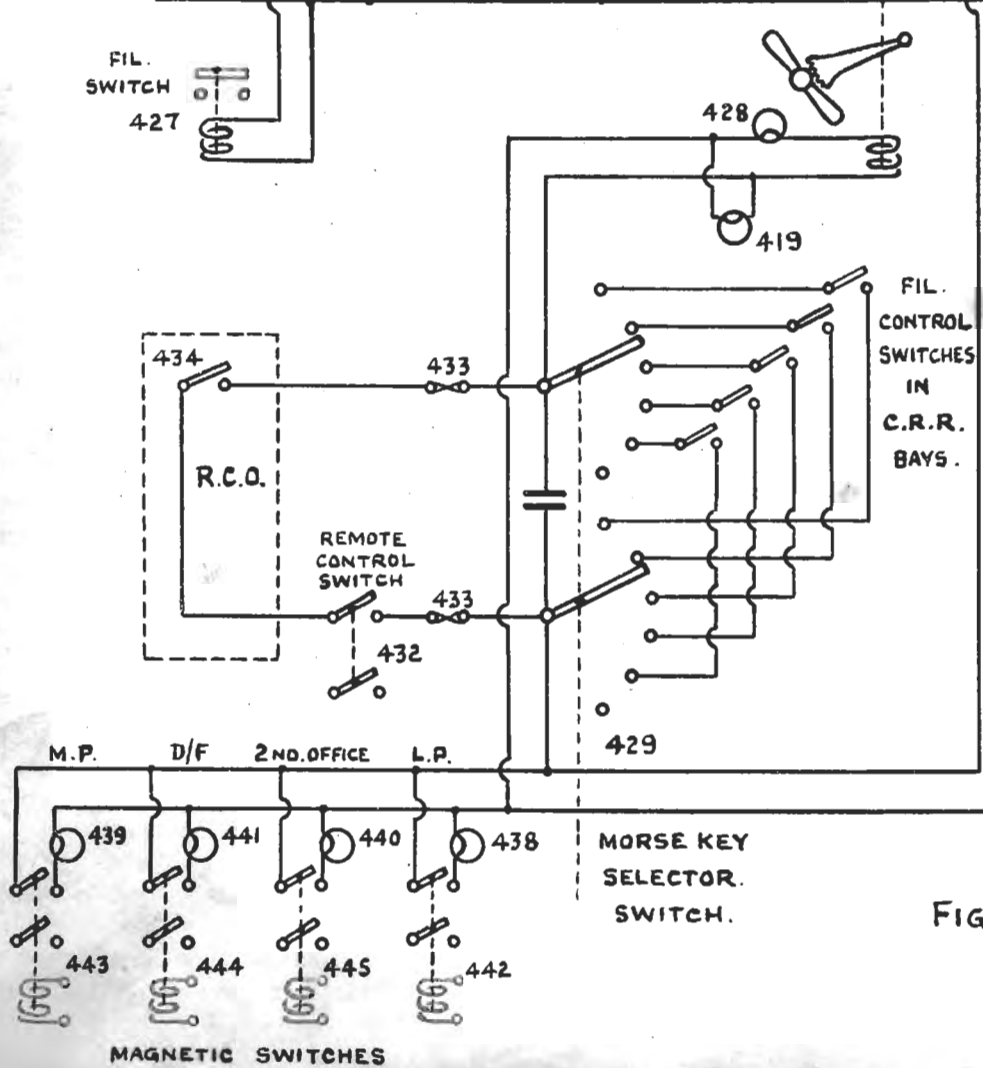 FIL.
SWITCH
427
428
419
FIL.
CONTROL
SWITCHES
IN
C.R.R.
BAYS.
434
433
R.C.O.
REMOTE
CONTROL
SWITCH
433
432
429
M.P. D/F 2ND. OFFICE L.P.
439 441 440 438
MORSE KEY
SELECTOR.
SWITCH.
FIG
443 444 445 442
MAGNETIC SWITCHES